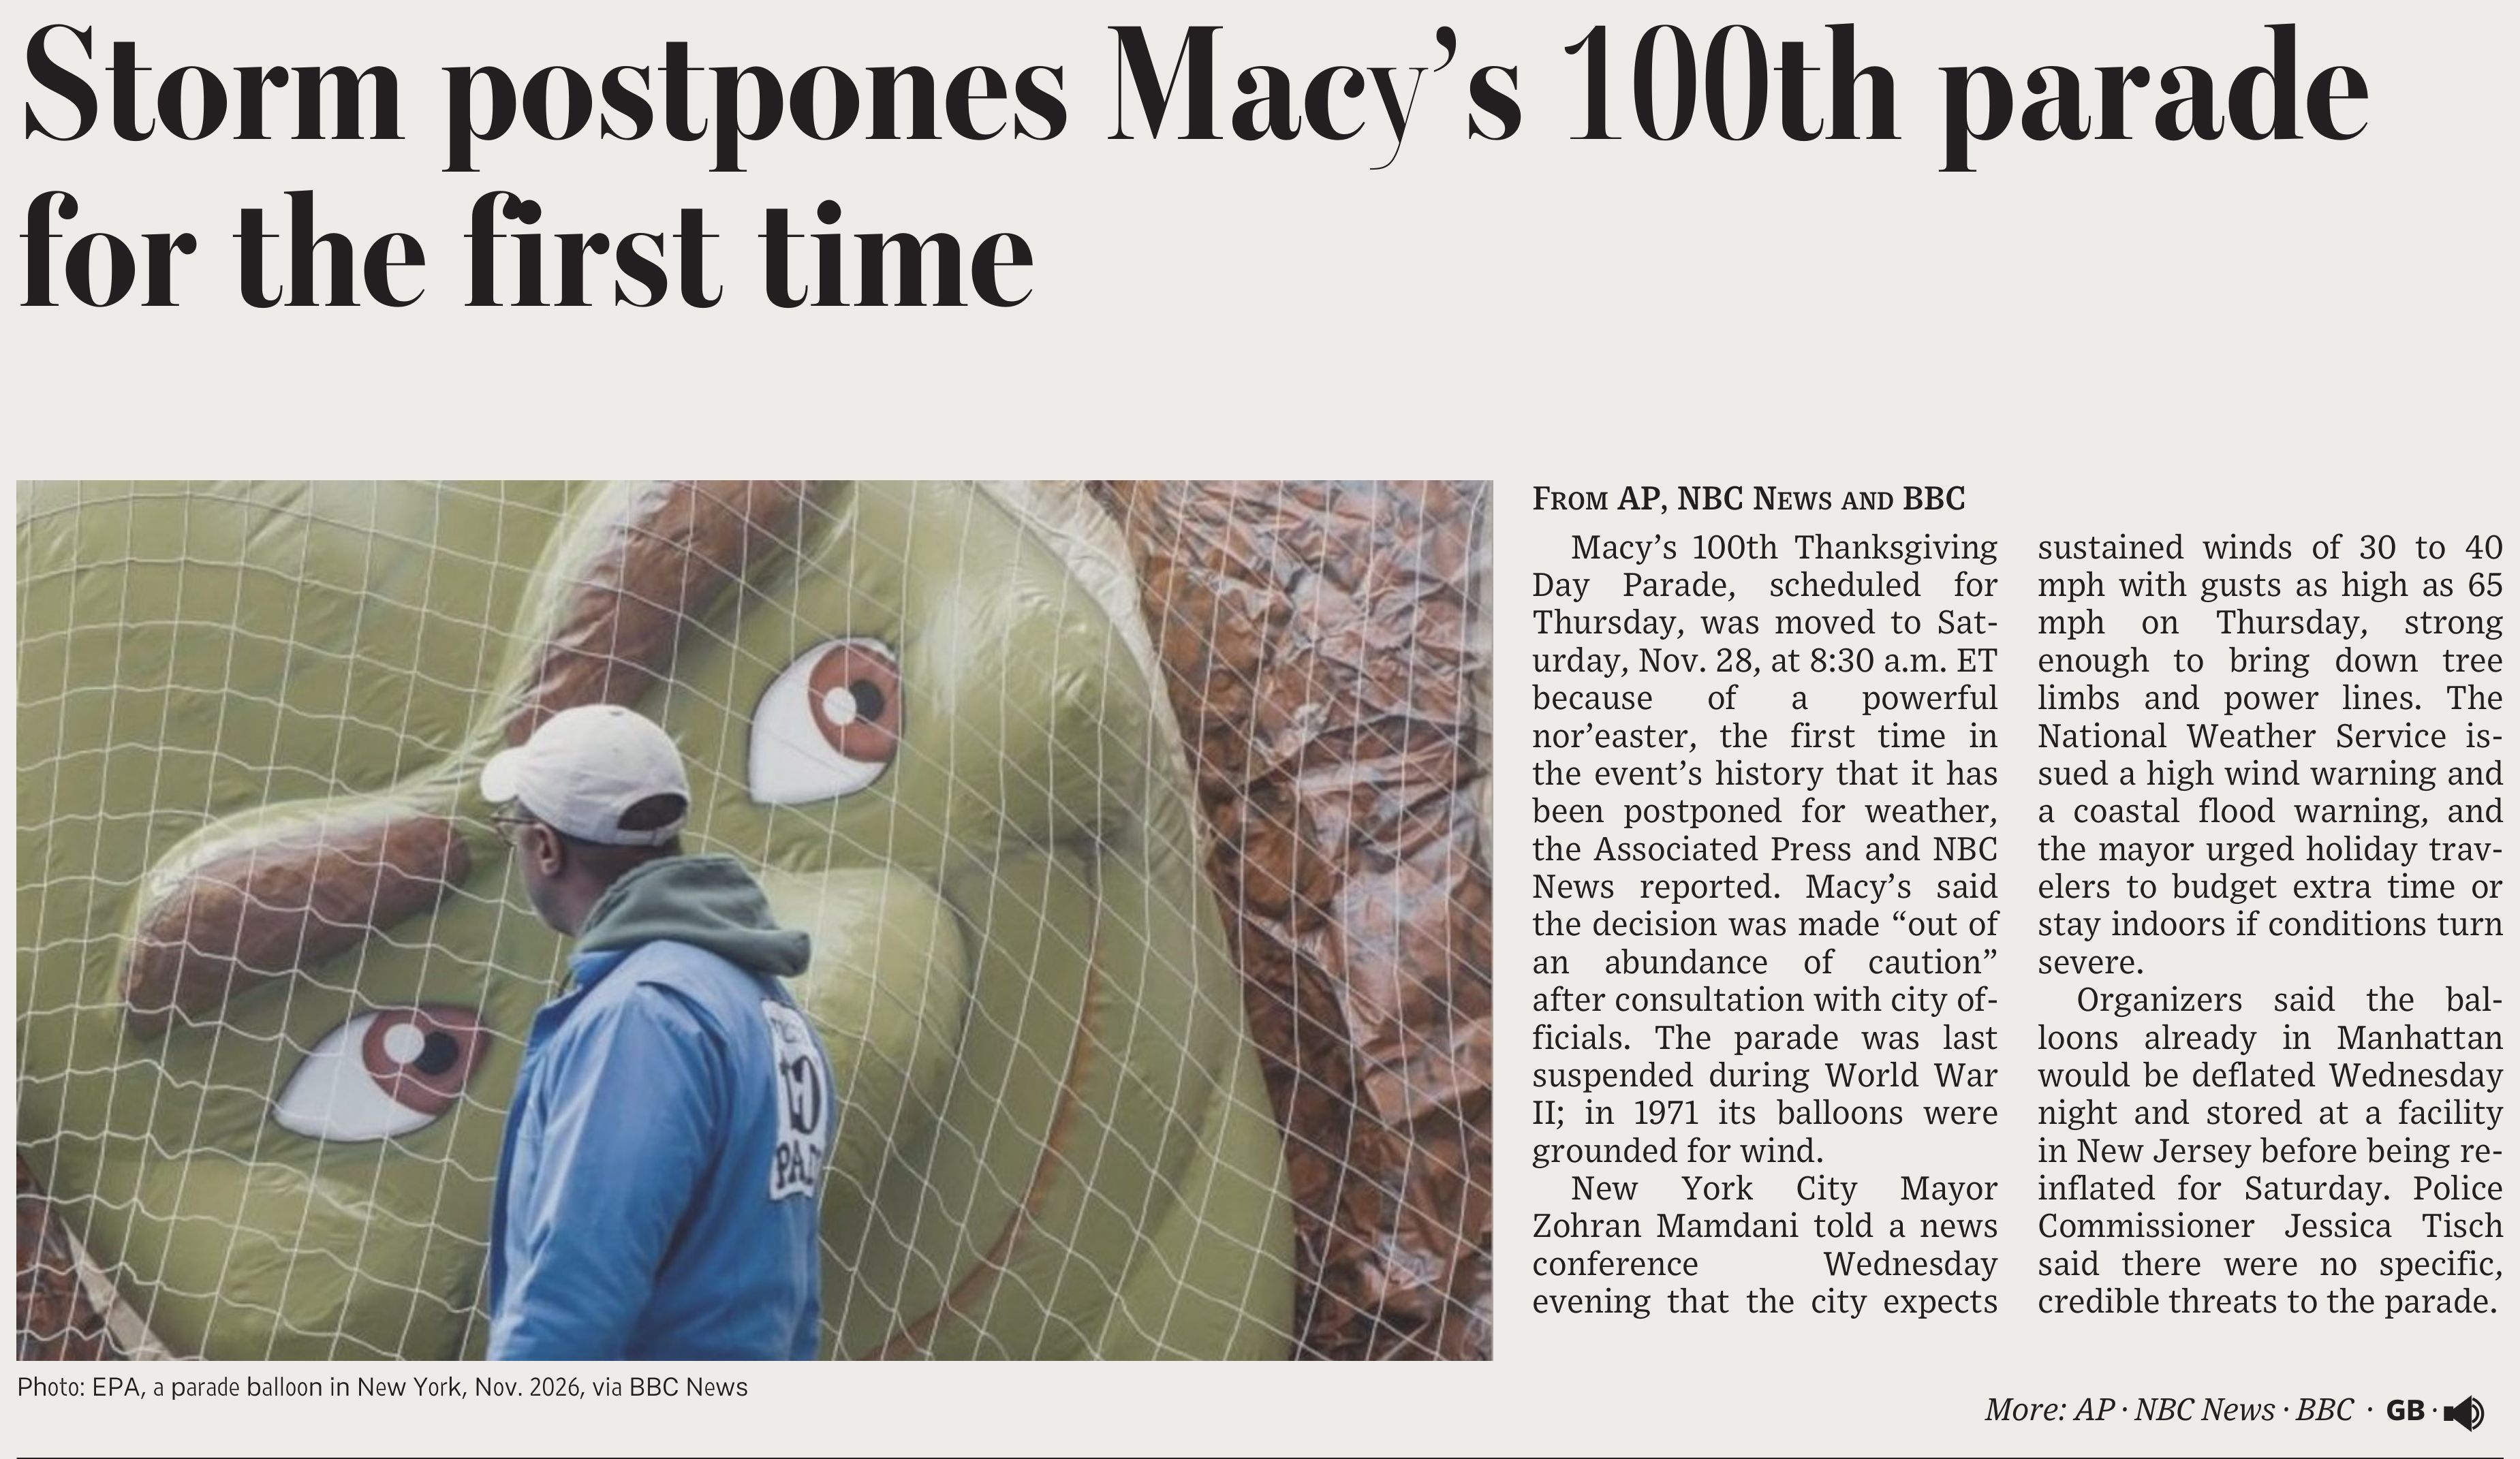 Storm postpones Macy’s 100th parade
for the first time
PA
Photo: EPA, a parade balloon in New York, Nov. 2026, via BBC News
From AP, NBC News and BBC
Macy’s 100th Thanksgiving
Day Parade, scheduled for
Thursday, was moved to Sat-
urday, Nov. 28, at 8:30 a.m. ET
because of a powerful
nor’easter, the first time in
the event’s history that it has
been postponed for weather,
the Associated Press and NBC
News reported. Macy’s said
the decision was made “out of
an abundance of caution”
after consultation with city of-
ficials. The parade was last
suspended during World War
II; in 1971 its balloons were
grounded for wind.
New York City Mayor
Zohran Mamdani told a news
conference Wednesday
evening that the city expects
sustained winds of 30 to 40
mph with gusts as high as 65
mph on Thursday, strong
enough to bring down tree
limbs and power lines. The
National Weather Service is-
sued a high wind warning and
a coastal flood warning, and
the mayor urged holiday trav-
elers to budget extra time or
stay indoors if conditions turn
severe.
Organizers said the bal-
loons already in Manhattan
would be deflated Wednesday
night and stored at a facility
in New Jersey before being re-
inflated for Saturday. Police
Commissioner Jessica Tisch
said there were no specific,
credible threats to the parade.
More: AP · NBC News · BBC · GB ·